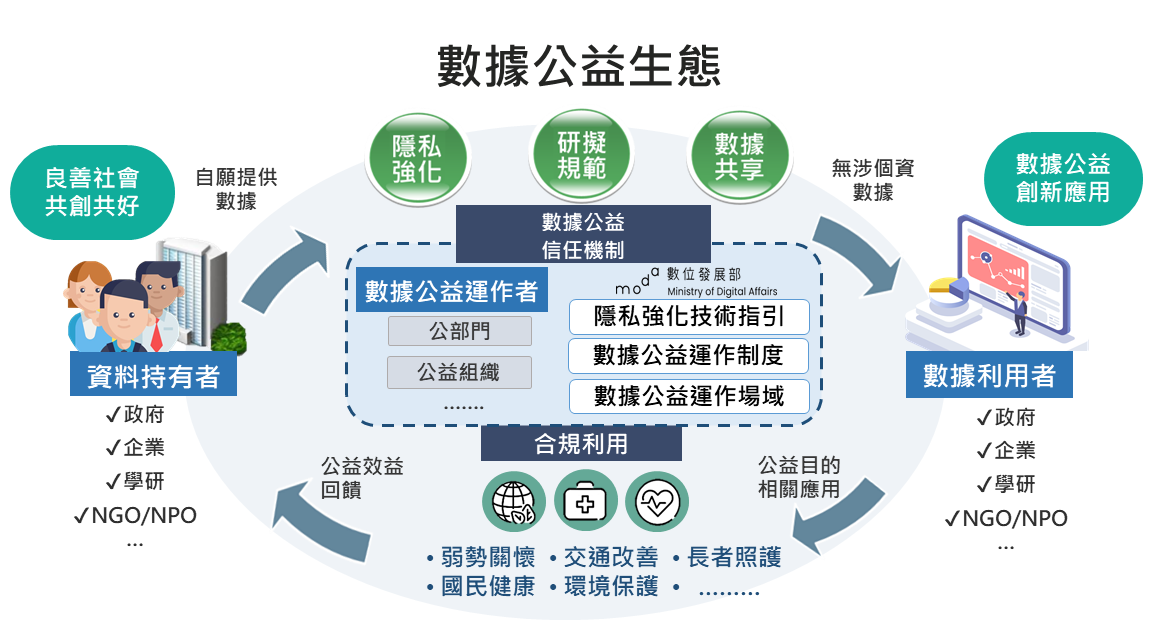 數據公益生態
隱私
強化
研擬
規範
數據
共享
良善社會
共創共好
自願提供
數據
無涉個資
數據
數據公益
創新應用
數據公益
信任機制
數據公益運作者
公部門
公益組織
.......
moda 數位發展部
Ministry of Digital Affairs
隱私強化技術指引
數據公益運作制度
數據公益運作場域
資料持有者
✓政府
✓企業
✓學研
✓NGO/NPO
...
數據利用者
✓政府
✓企業
✓學研
✓NGO/NPO
...
合規利用
公益效益
回饋
公益目的
相關應用
• 弱勢關懷 • 交通改善 • 長者照護
• 國民健康 • 環境保護 • .........